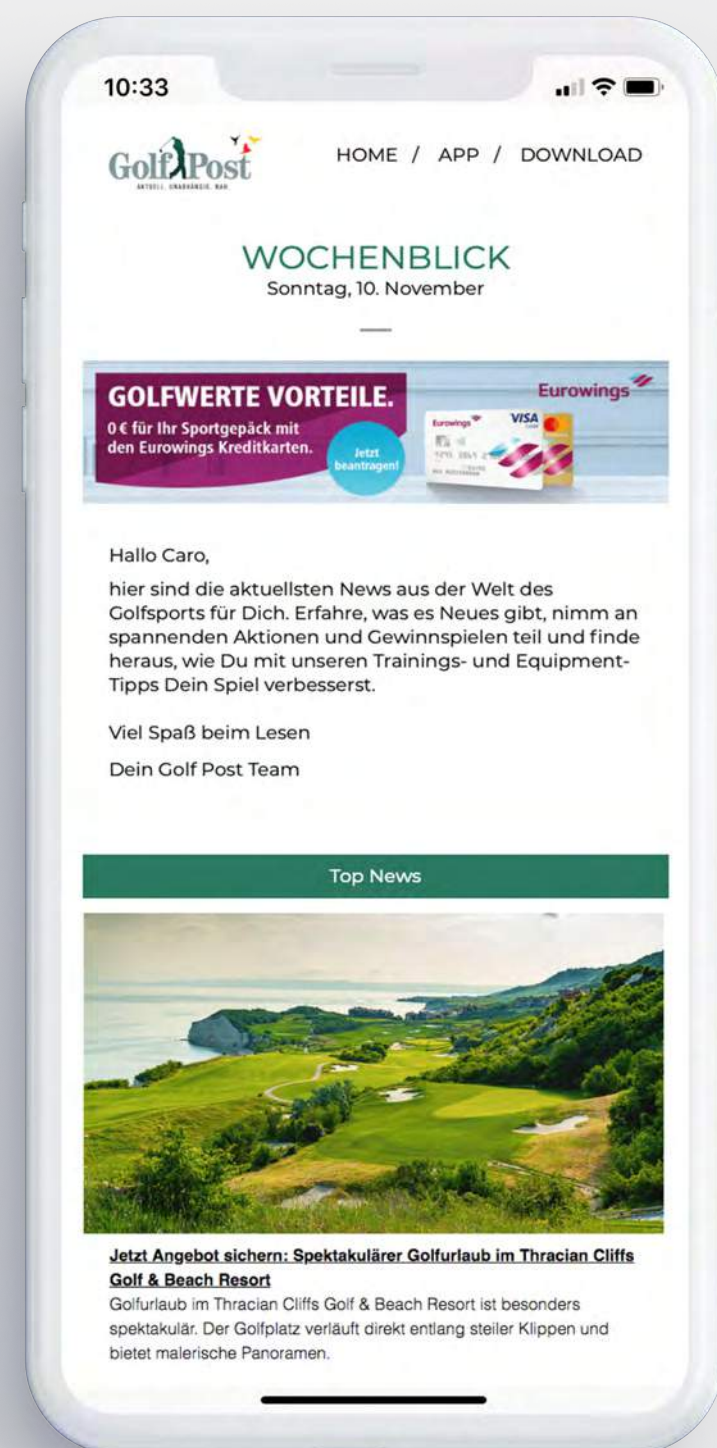 10:33
Golf Post
AKTUELL. UNABHÄNGIG. NAH.
HOME / APP / DOWNLOAD
WOCHENBLICK
Sonntag, 10. November
GOLFWERTE VORTEILE.
0 € für Ihr Sportgepäck mit
den Eurowings Kreditkarten.
Jetzt
beantragen!
Eurowings
Eurowings
VISA
Hallo Caro,
hier sind die aktuellsten News aus der Welt des
Golfsports für Dich. Erfahre, was es Neues gibt, nimm an
spannenden Aktionen und Gewinnspielen teil und finde
heraus, wie Du mit unseren Trainings- und Equipment-
Tipps Dein Spiel verbesserst.
Viel Spaß beim Lesen
Dein Golf Post Team
Top News
Jetzt Angebot sichern: Spektakulärer Golfurlaub im Thracian Cliffs
Golf & Beach Resort
Golfurlaub im Thracian Cliffs Golf & Beach Resort ist besonders
spektakulär. Der Golfplatz verläuft direkt entlang steiler Klippen und
bietet malerische Panoramen.